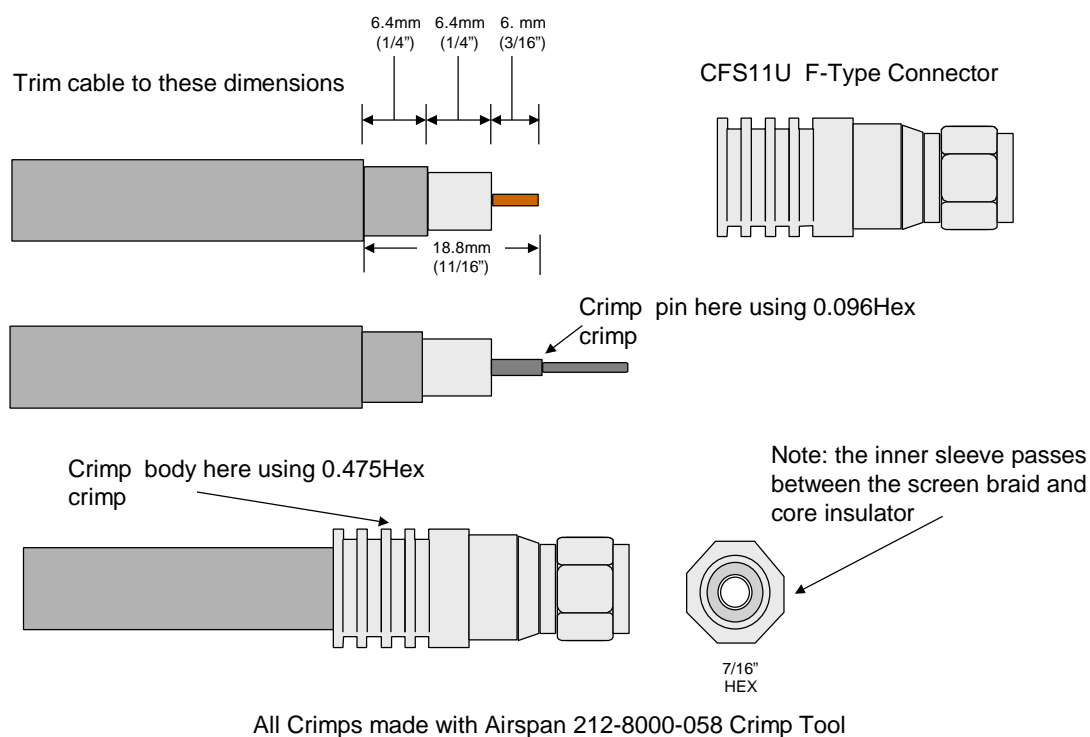 6.4mm
(1/4")
6.4mm
(1/4")
6. mm
(3/16")
Trim cable to these dimensions
CFS11U F-Type Connector
18.8mm
(11/16")
Crimp pin here using 0.096Hex
crimp
Crimp body here using 0.475Hex
crimp
Note: the inner sleeve passes
between the screen braid and
core insulator
7/16"
HEX
All Crimps made with Airspan 212-8000-058 Crimp Tool